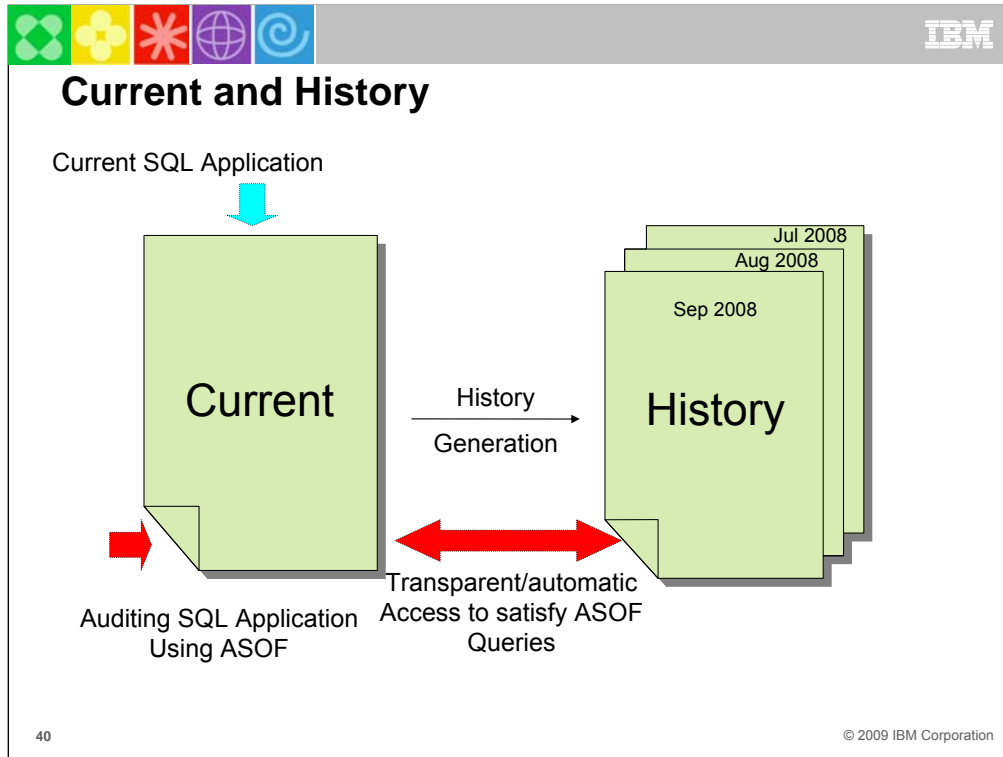 IBM
Current and History
Current SQL Application
Jul 2008
Aug 2008
Sep 2008
Current
History
Generation
History
Transparent/automatic
Access to satisfy ASOF
Queries
Auditing SQL Application
Using ASOF
40
© 2009 IBM Corporation